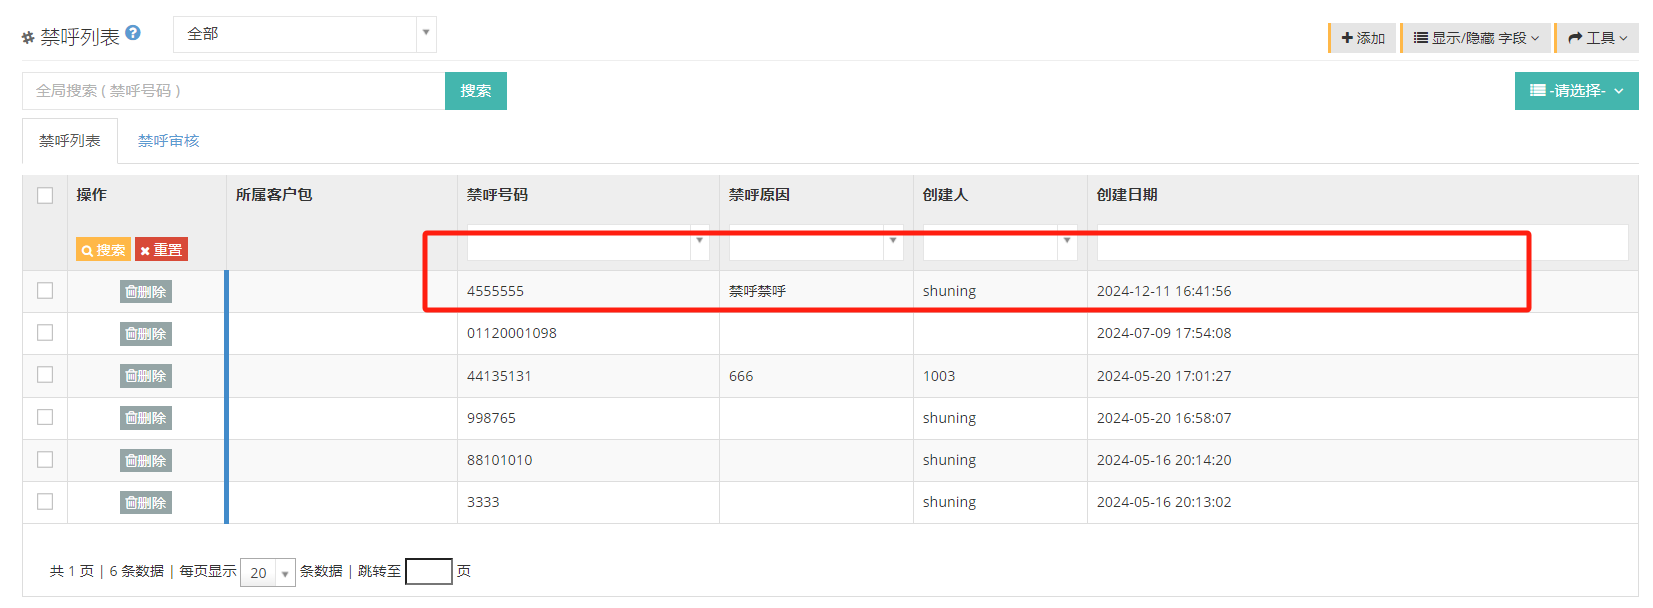 禁呼列表 全部 添加 显示/隐藏 字段 工具
全局搜索 ( 禁呼号码 ) 搜索 -请选择-
禁呼列表 禁呼审核
操作 所属客户包 禁呼号码 禁呼原因 创建人 创建日期
搜索 重置
删除 4555555 禁呼禁呼 shuning 2024-12-11 16:41:56
删除 01120001098 2024-07-09 17:54:08
删除 44135131 666 1003 2024-05-20 17:01:27
删除 998765 shuning 2024-05-20 16:58:07
删除 88101010 shuning 2024-05-16 20:14:20
删除 3333 shuning 2024-05-16 20:13:02
共 1 页 | 6 条数据 | 每页显示 20 条数据 | 跳转至 页